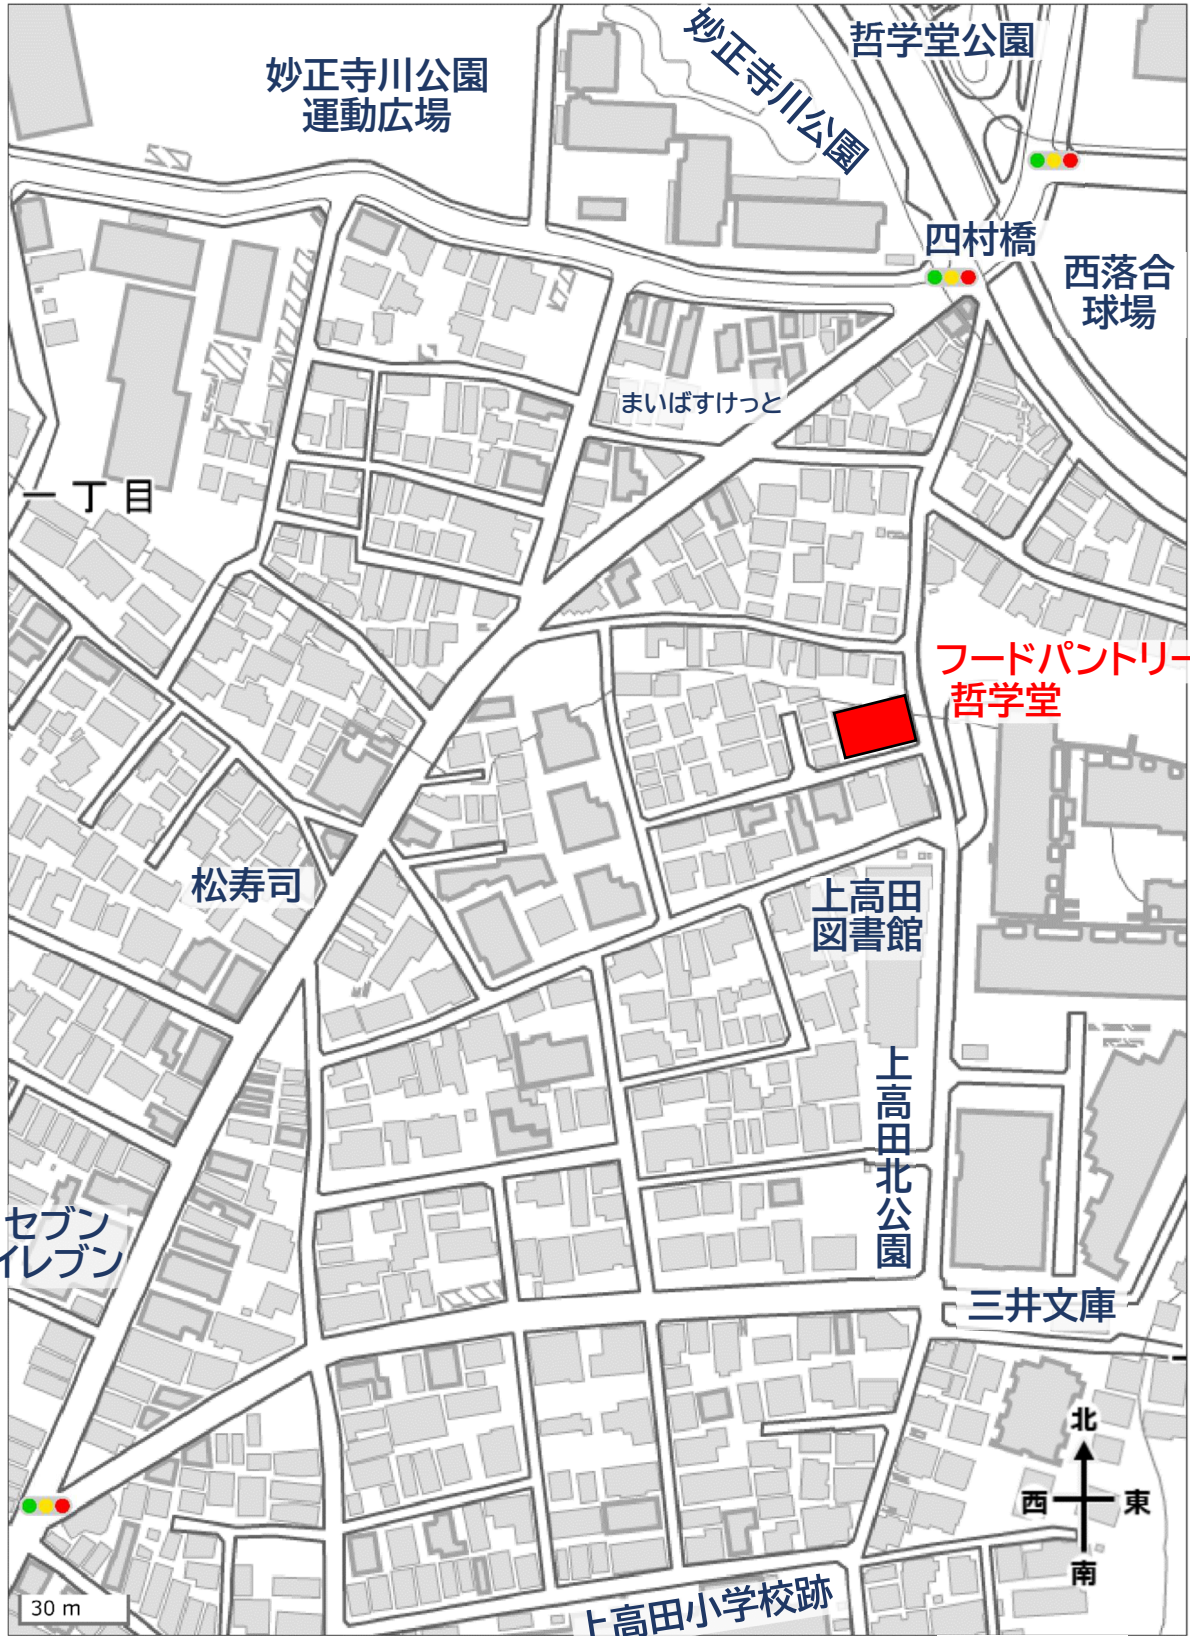 妙正寺川公園
運動広場
妙正寺川公園
哲学堂公園
四村橋
西落合
球場
まいばすけっと
一丁目
フードパントリー
哲学堂
松寿司
上高田
図書館
上高田北公園
セブン
イレブン
三井文庫
北
西
東
南
30 m
上高田小学校跡